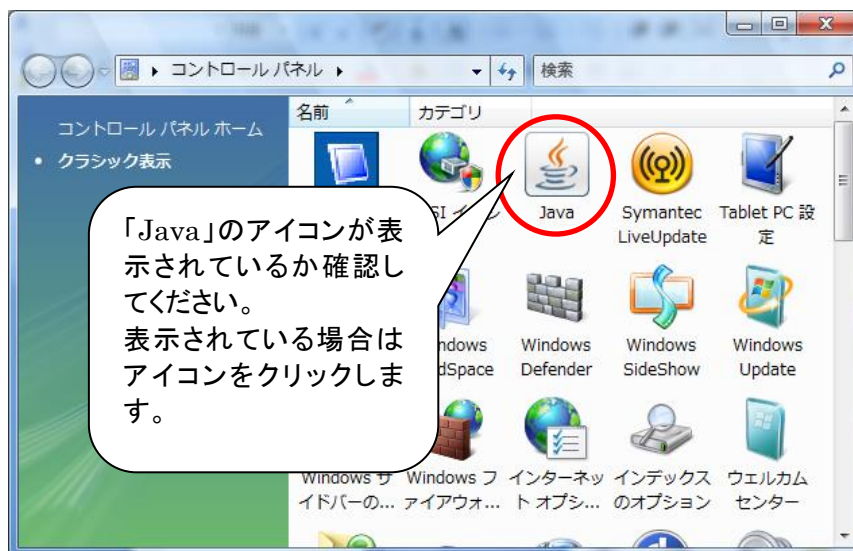 コントロール パネル
検索
コントロール パネル ホーム
クラシック表示
名前 カテゴリ
「Java」のアイコンが表
示されているか確認し
てください。
表示されている場合は
アイコンをクリックしま
す。
Java
Symantec
LiveUpdate
Tablet PC 設
定
Windows
Defender
Windows
SideShow
Windows
Update
Windows サ
イドバーの...
Windows フ
ァイアウォ...
インターネッ
ト オプシ...
インデックス
のオプション
ウェルカム
センター